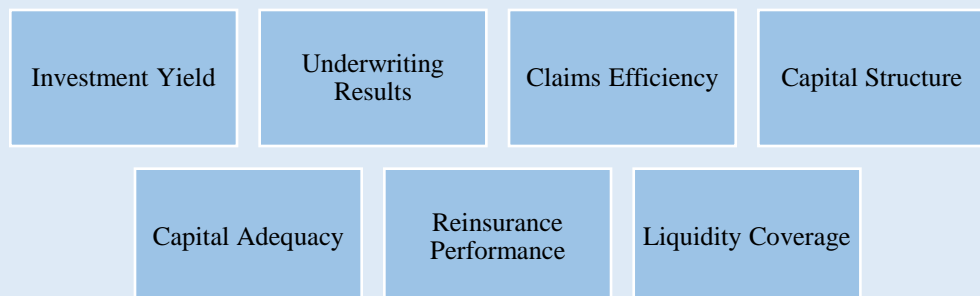 Investment Yield
Underwriting
Results
Claims Efficiency
Capital Structure
Capital Adequacy
Reinsurance
Performance
Liquidity Coverage